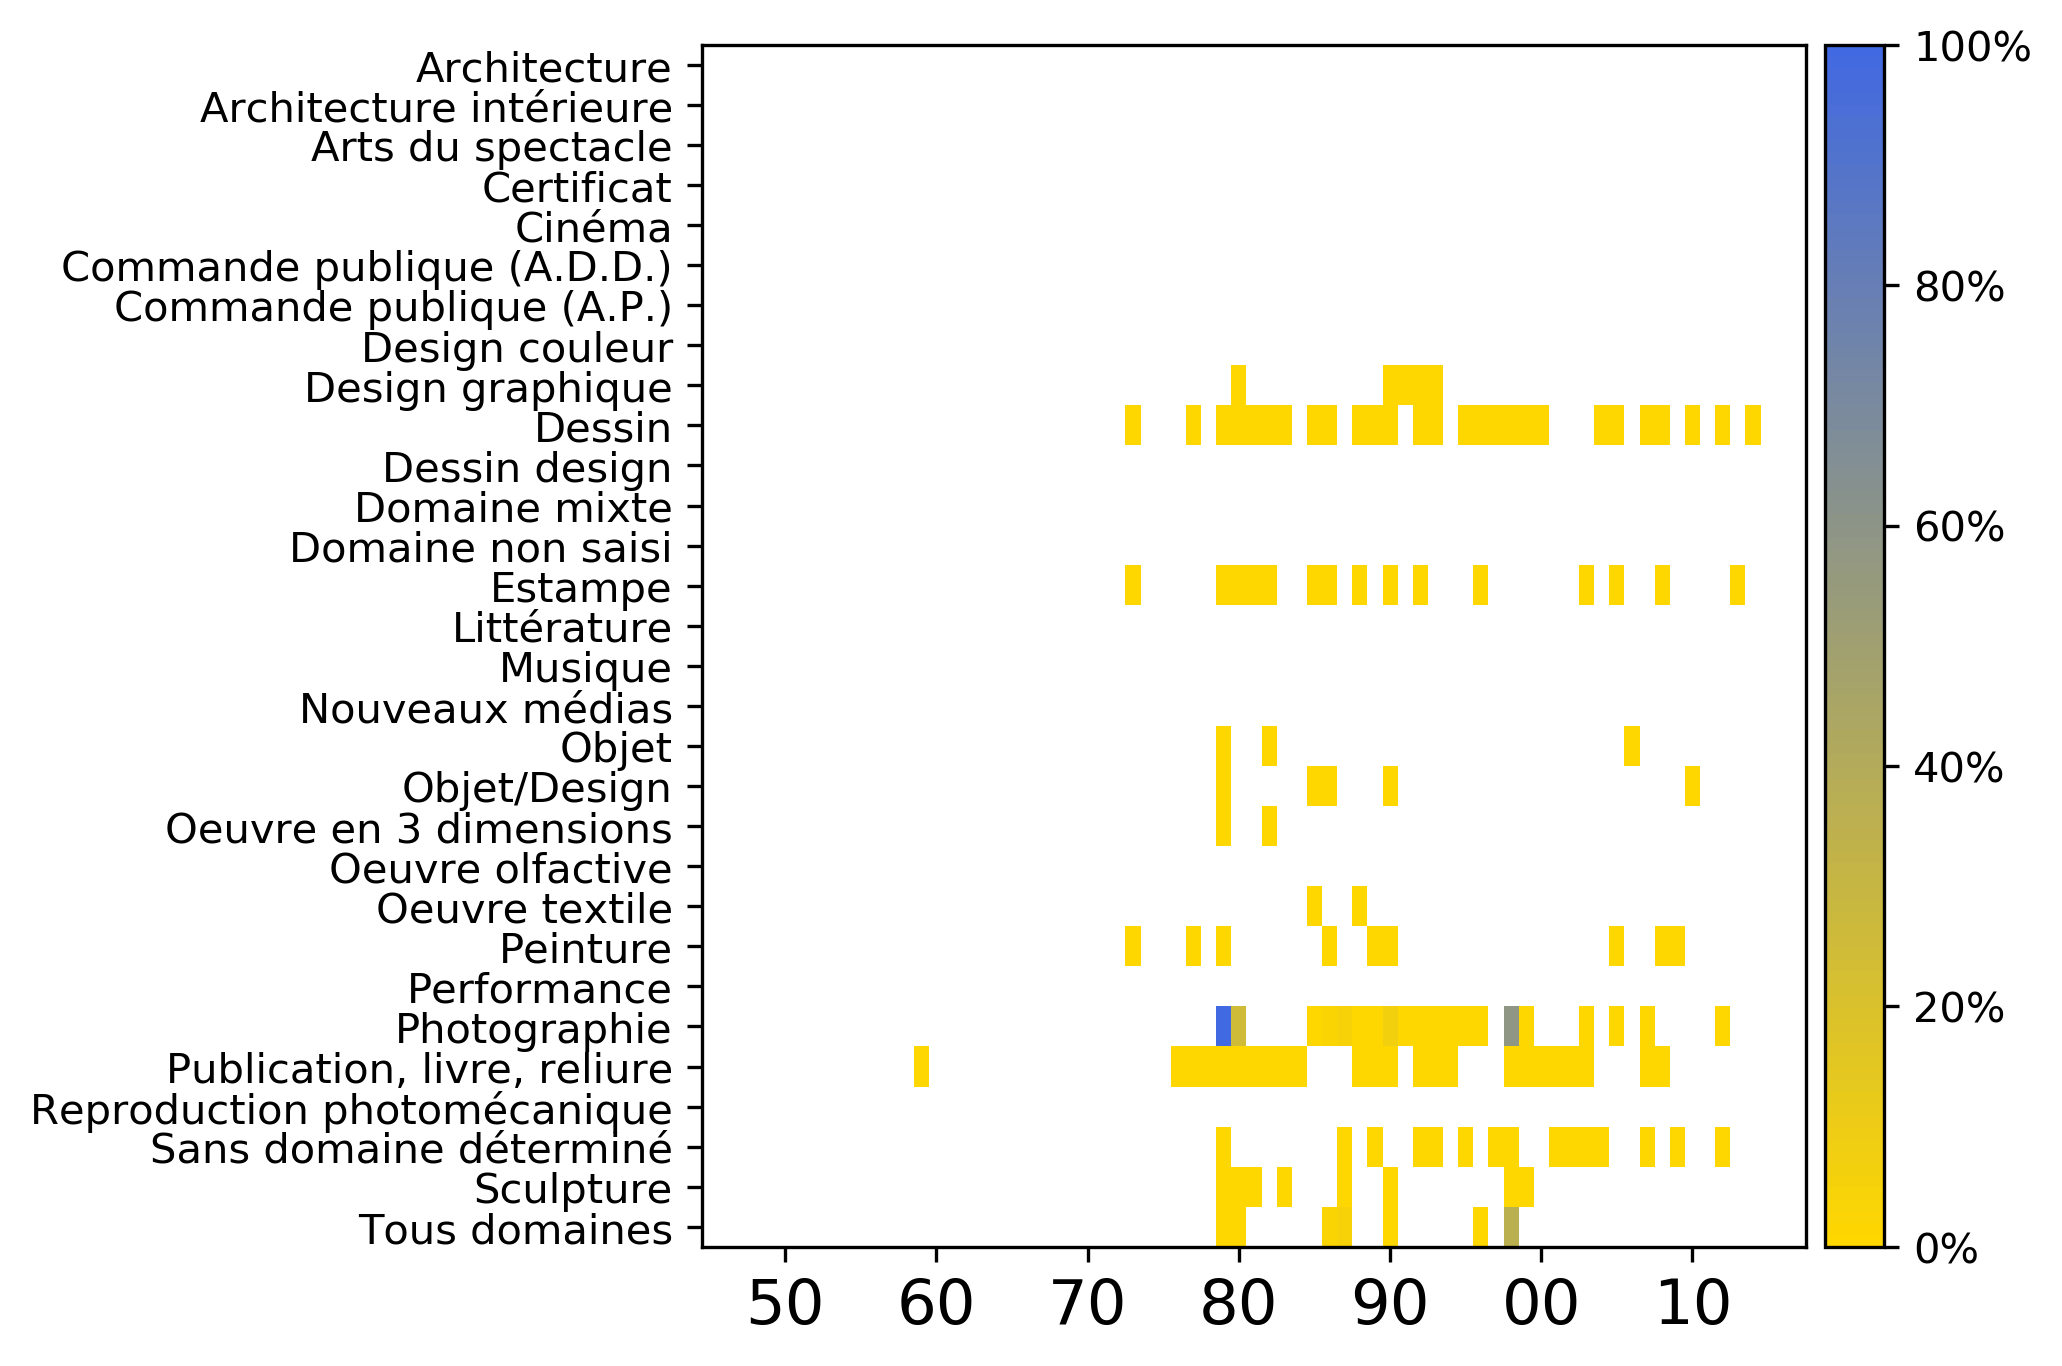 Architecture
Architecture intérieure
Arts du spectacle
Certificat
Cinéma
Commande publique (A.D.D.)
Commande publique (A.P.)
Design couleur
Design graphique
Dessin
Dessin design
Domaine mixte
Domaine non saisi
Estampe
Littérature
Musique
Nouveaux médias
Objet
Objet/Design
Oeuvre en 3 dimensions
Oeuvre olfactive
Oeuvre textile
Peinture
Performance
Photographie
Publication, livre, reliure
Reproduction photomécanique
Sans domaine déterminé
Sculpture
Tous domaines
50 60 70 80 90 00 10
100%
80%
60%
40%
20%
0%